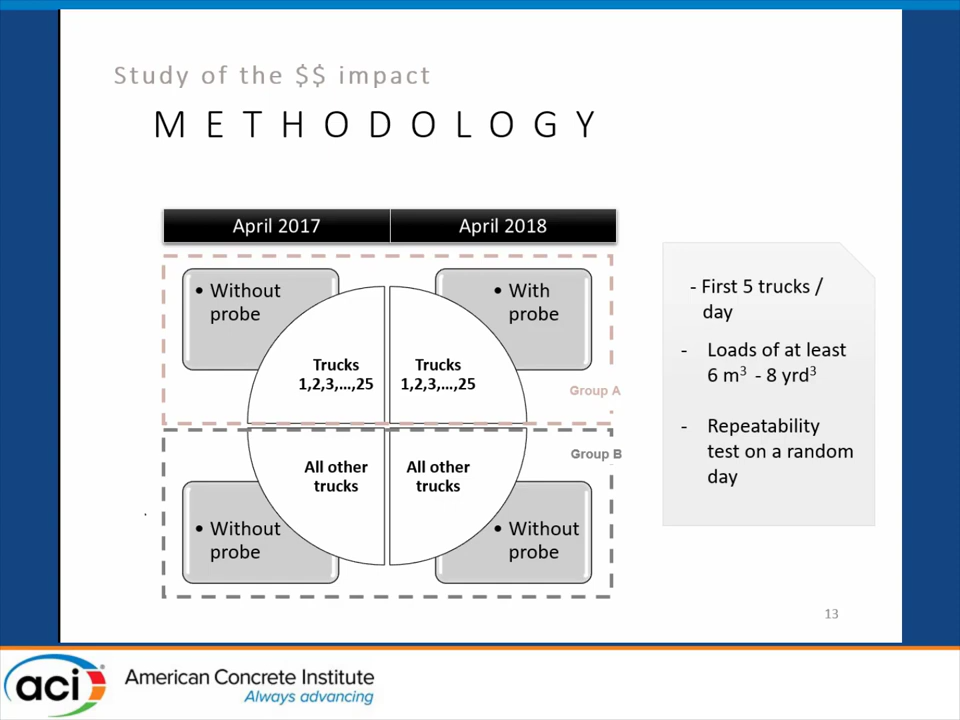 Study of the $$ impact
METHODOLOGY
April 2017
April 2018
• Without
probe
• With
probe
Trucks
1,2,3,...,25
Trucks
1,2,3,...,25
Group A
Group B
All other
trucks
All other
trucks
• Without
probe
• Without
probe
- First 5 trucks /
day
- Loads of at least
6 m³ - 8 yrd³
- Repeatability
test on a random
day
13
aci
American Concrete Institute
Always advancing